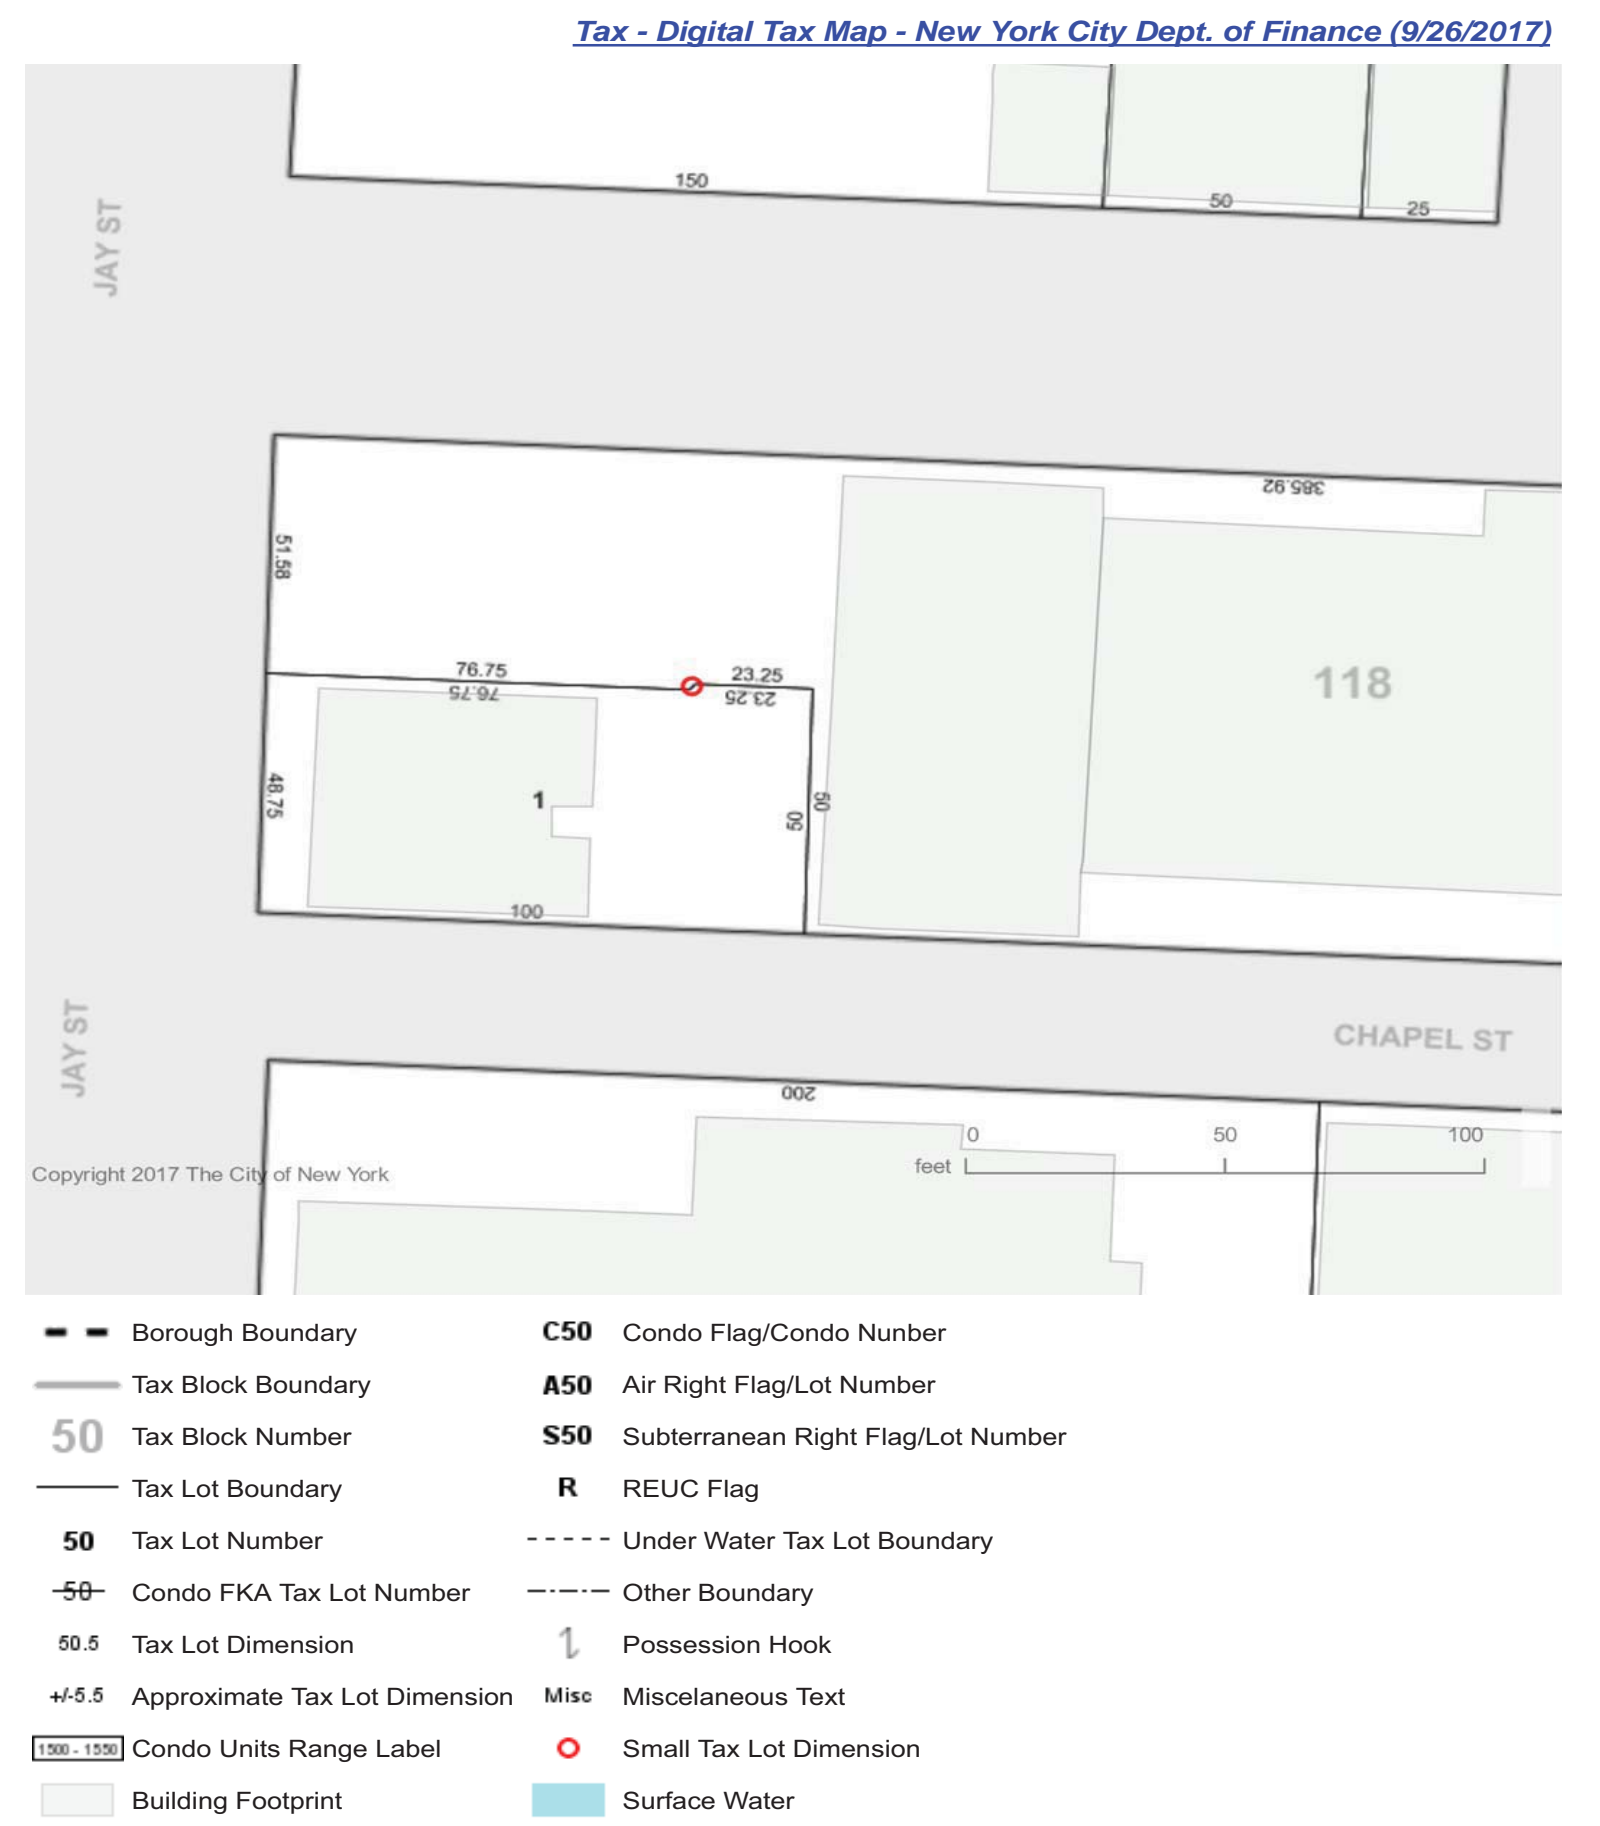 Tax - Digital Tax Map - New York City Dept. of Finance (9/26/2017)
150
50
25
JAY ST
385.92
51.58
76.75
76.75
23.25
23.25
118
48.75
1
50
50
100
JAY ST
CHAPEL ST
200
0 50 100
feet
Copyright 2017 The City of New York
Borough Boundary
C50 Condo Flag/Condo Nunber
Tax Block Boundary
A50 Air Right Flag/Lot Number
50 Tax Block Number
S50 Subterranean Right Flag/Lot Number
Tax Lot Boundary
R REUC Flag
50 Tax Lot Number
Under Water Tax Lot Boundary
50 Condo FKA Tax Lot Number
Other Boundary
50.5 Tax Lot Dimension
Possession Hook
+/-5.5 Approximate Tax Lot Dimension
Misc Miscelaneous Text
1500 - 1550 Condo Units Range Label
Small Tax Lot Dimension
Building Footprint
Surface Water